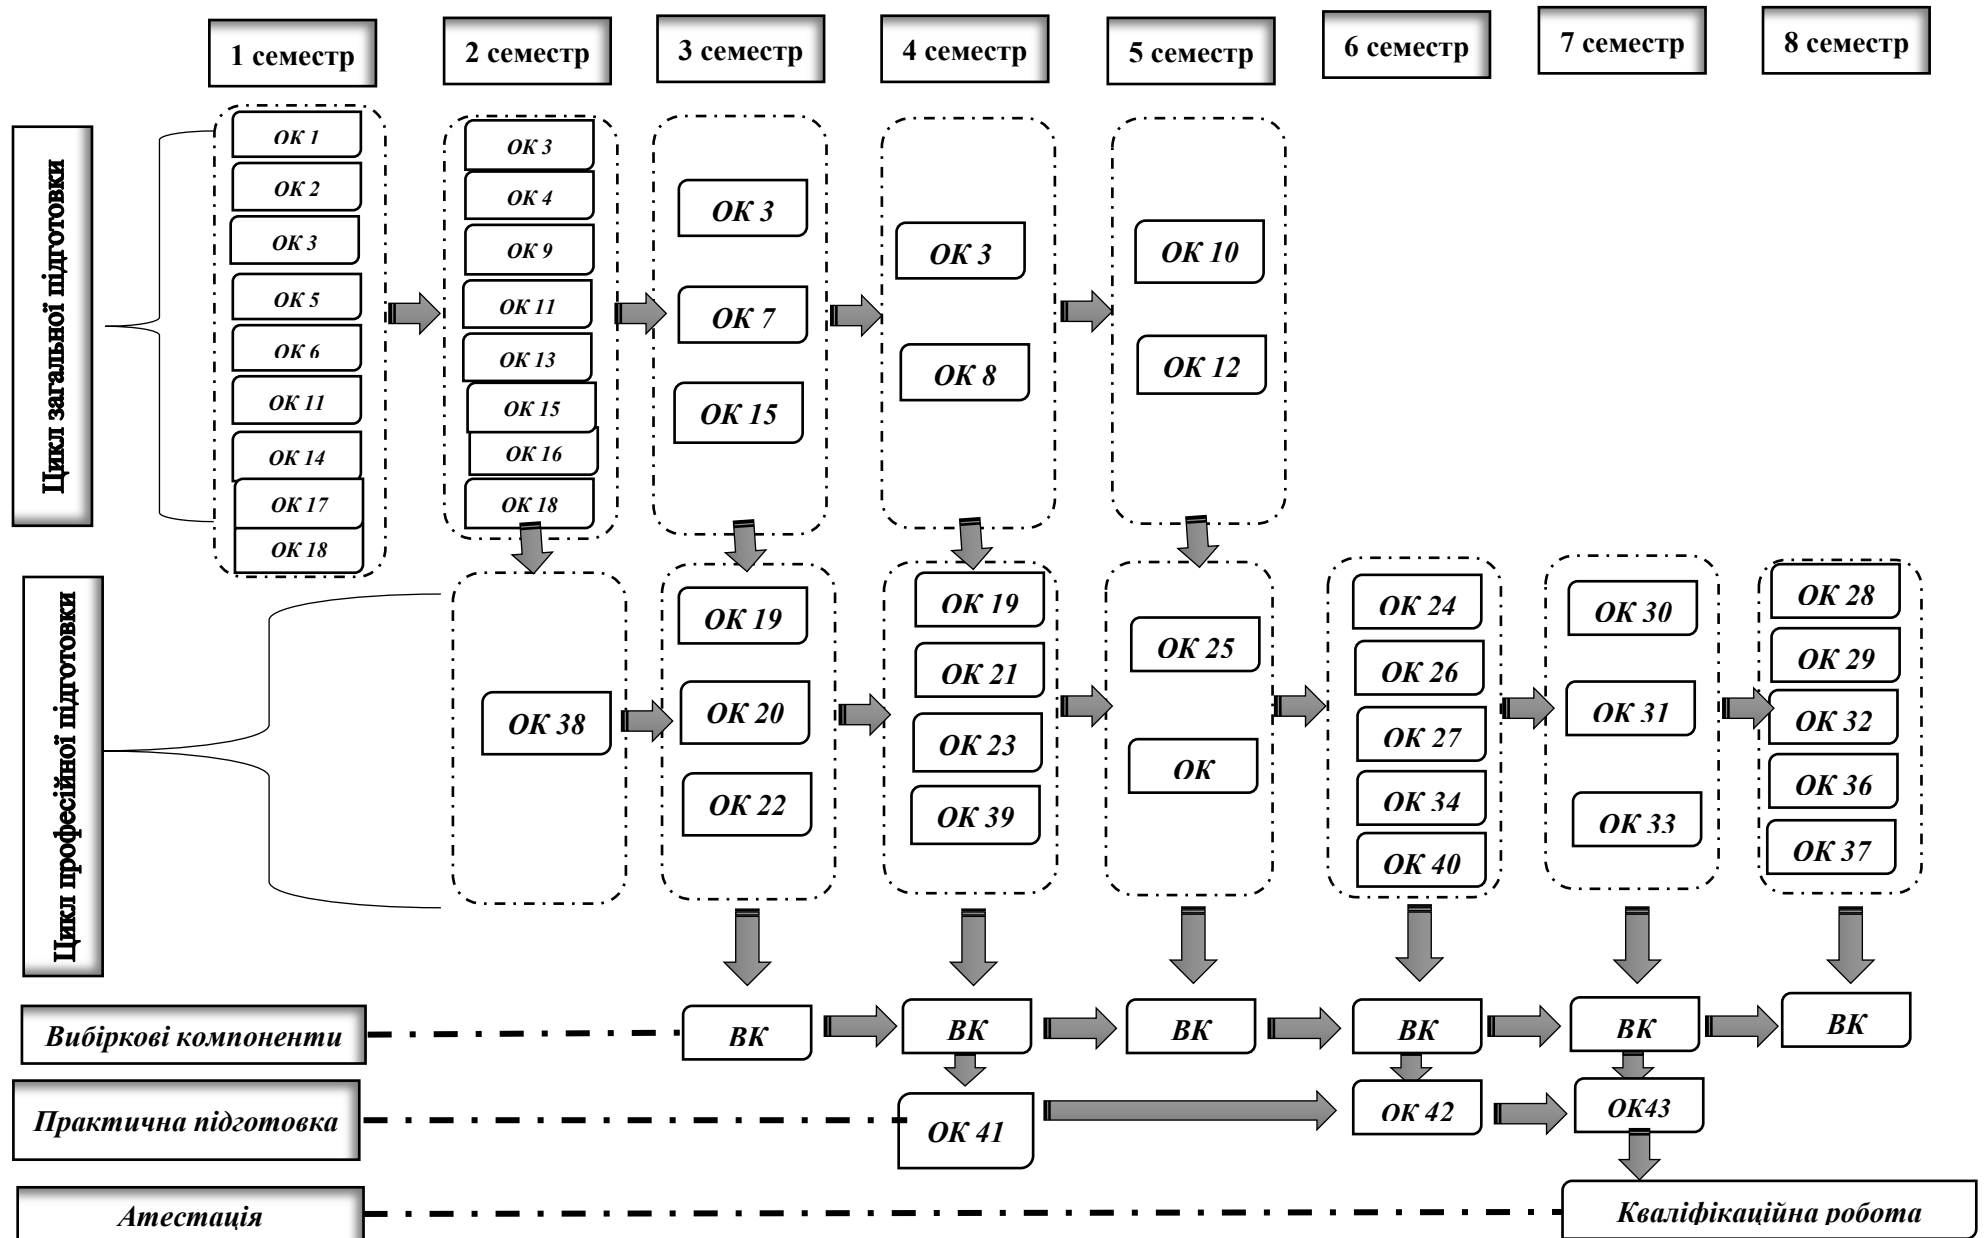 1 семестр
2 семестр
3 семестр
4 семестр
5 семестр
6 семестр
7 семестр
8 семестр
Цикл загальної підготовки
ОК 1
ОК 2
ОК 3
ОК 5
ОК 6
ОК 11
ОК 14
ОК 17
ОК 18
ОК 3
ОК 4
ОК 9
ОК 11
ОК 13
ОК 15
ОК 16
ОК 18
ОК 3
ОК 7
ОК 15
ОК 3
ОК 8
ОК 10
ОК 12
Цикл професійної підготовки
ОК 38
ОК 19
ОК 20
ОК 22
ОК 19
ОК 21
ОК 23
ОК 39
ОК 25
ОК
ОК 24
ОК 26
ОК 27
ОК 34
ОК 40
ОК 30
ОК 31
ОК 33
ОК 28
ОК 29
ОК 32
ОК 36
ОК 37
Вибіркові компоненти
ВК
ВК
ВК
ВК
ВК
ВК
Практична підготовка
ОК 41
ОК 42
ОК43
Атестація
Кваліфікаційна робота